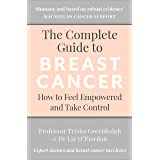 'Humane and based on robust evidence'
MACMILLAN CANCER SUPPORT
The Complete
Guide to
BREAST
CANCER
How to Feel Empowered
and Take Control
Professor Trisha Greenhalgh
& Dr Liz O'Riordan
Expert doctors and breast cancer survivors